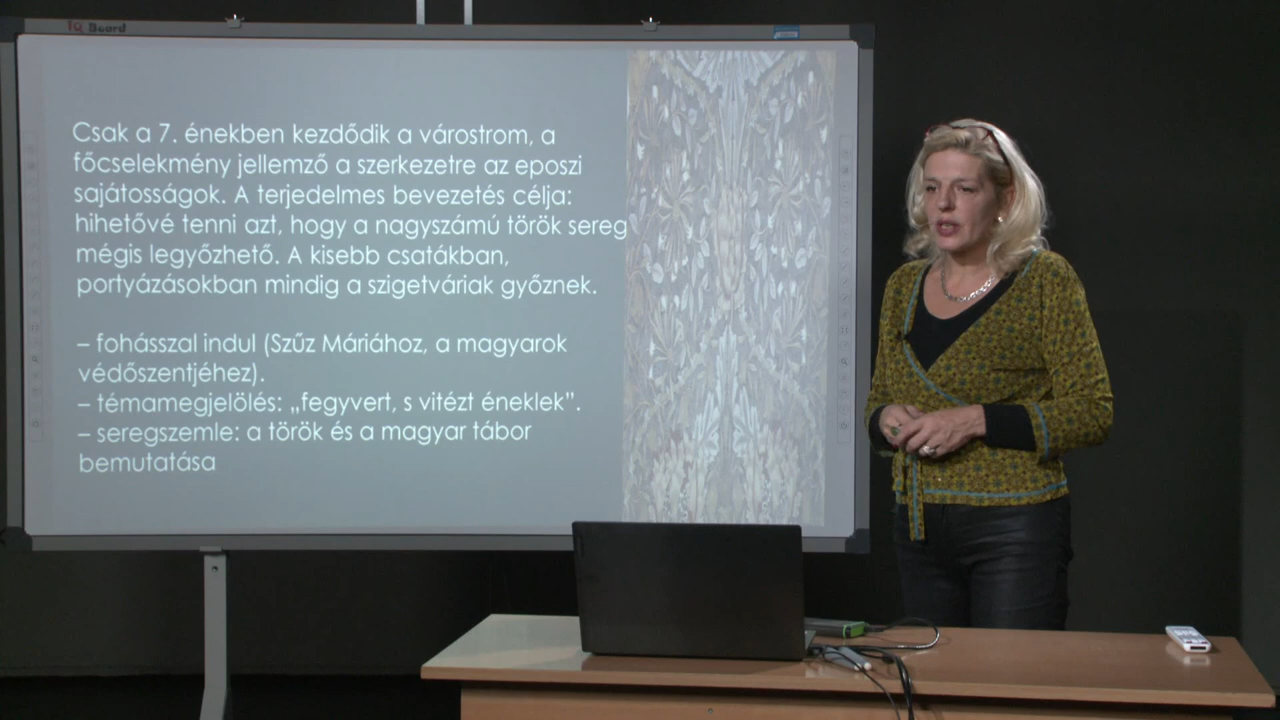 IQ Board
Csak a 7. énekben kezdődik a várostrom, a
főcselekmény jellemző a szerkezetre az eposzi
sajátosságok. A terjedelmes bevezetés célja:
hihetővé tenni azt, hogy a nagyszámú török sereg
mégis legyőzhető. A kisebb csatákban,
portyázásokban mindig a szigetváriak győznek.
– fohásszal indul (Szűz Máriához, a magyarok
védőszentjéhez).
– témamegjelölés: „fegyvert, s vitézt éneklek”.
– seregszemle: a török és a magyar tábor
bemutatása